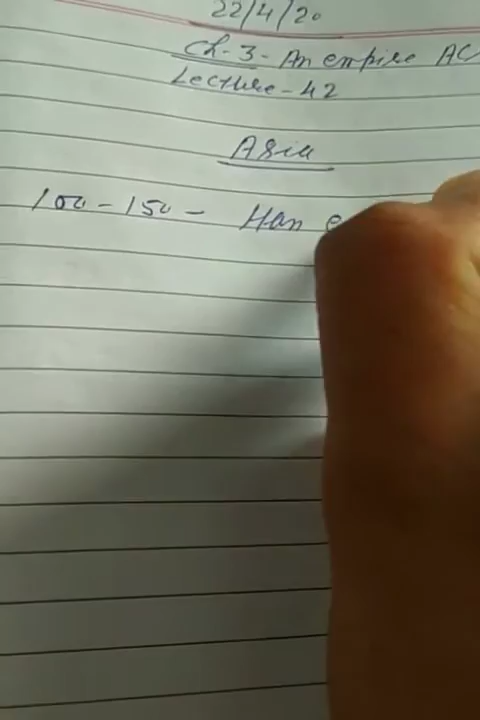 22/4/20
Ch-3- An empire AC
Lecture-42
Asia
100-150- Han e